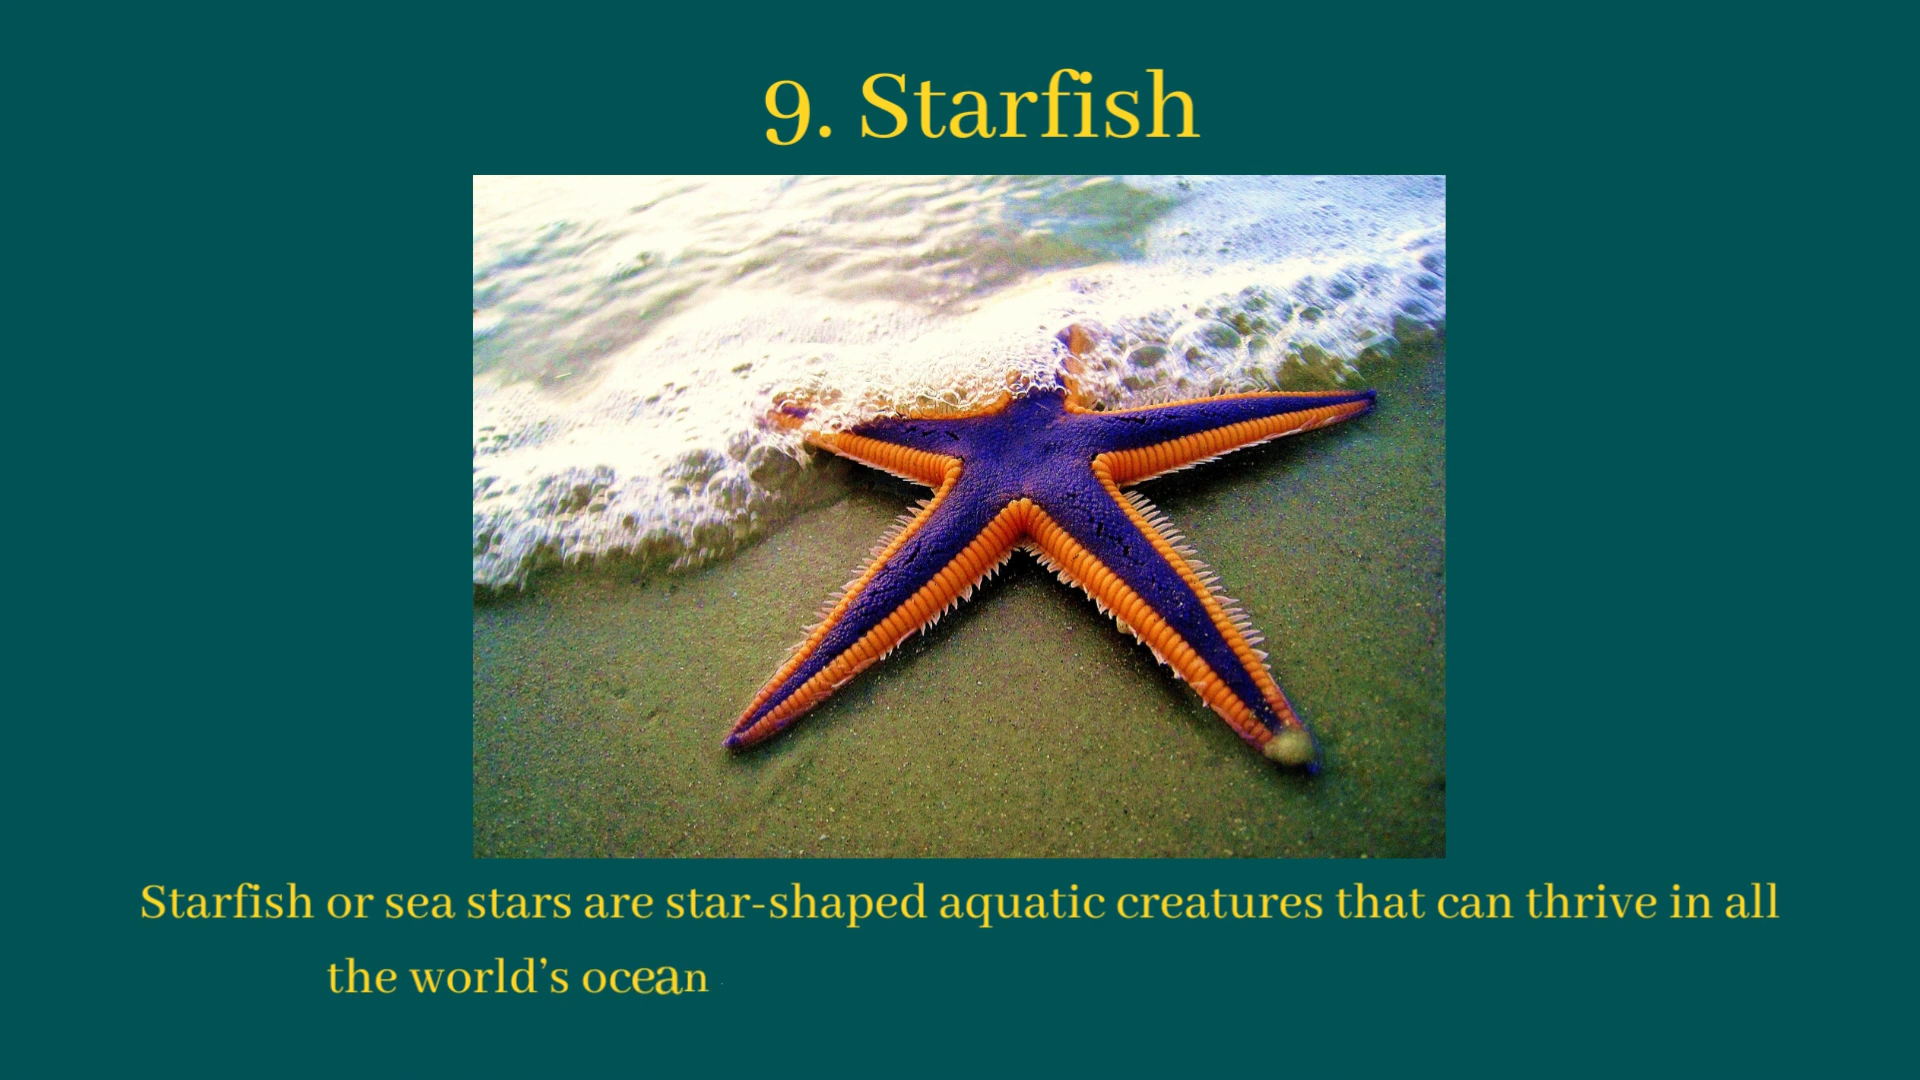 9. Starfish
Starfish or sea stars are star-shaped aquatic creatures that can thrive in all
the world’s ocean